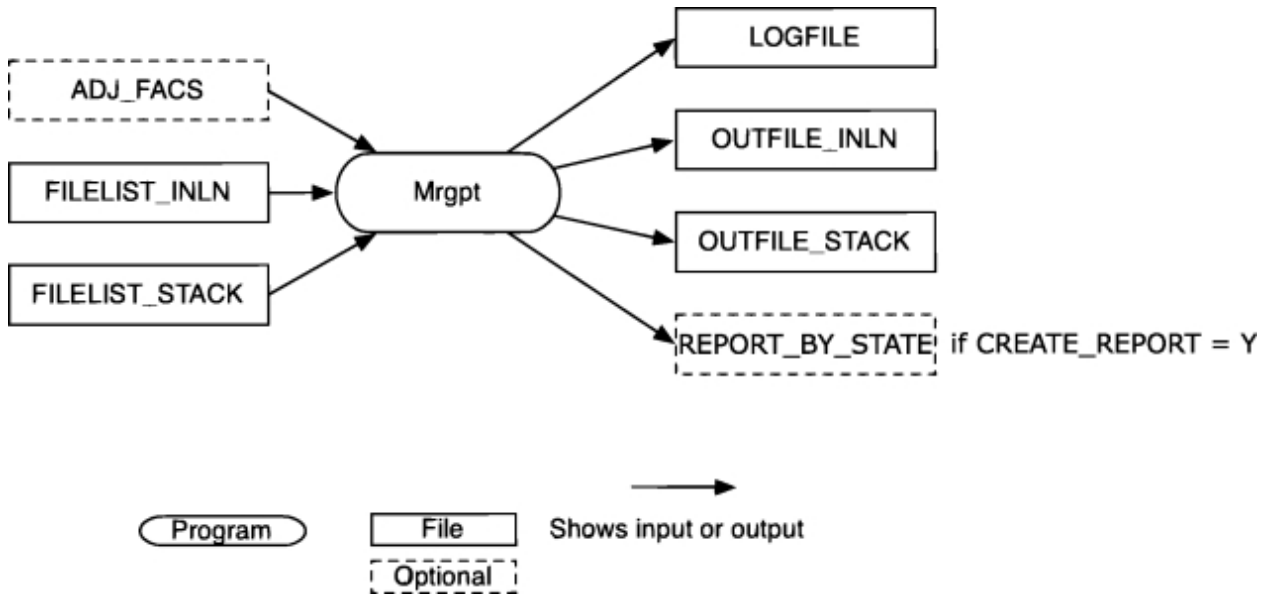 LOGFILE
ADJ_FACS
OUTFILE_INLN
FILELIST_INLN
Mrgpt
OUTFILE_STACK
FILELIST_STACK
REPORT_BY_STATE if CREATE_REPORT = Y
Program
File
Shows input or output
Optional